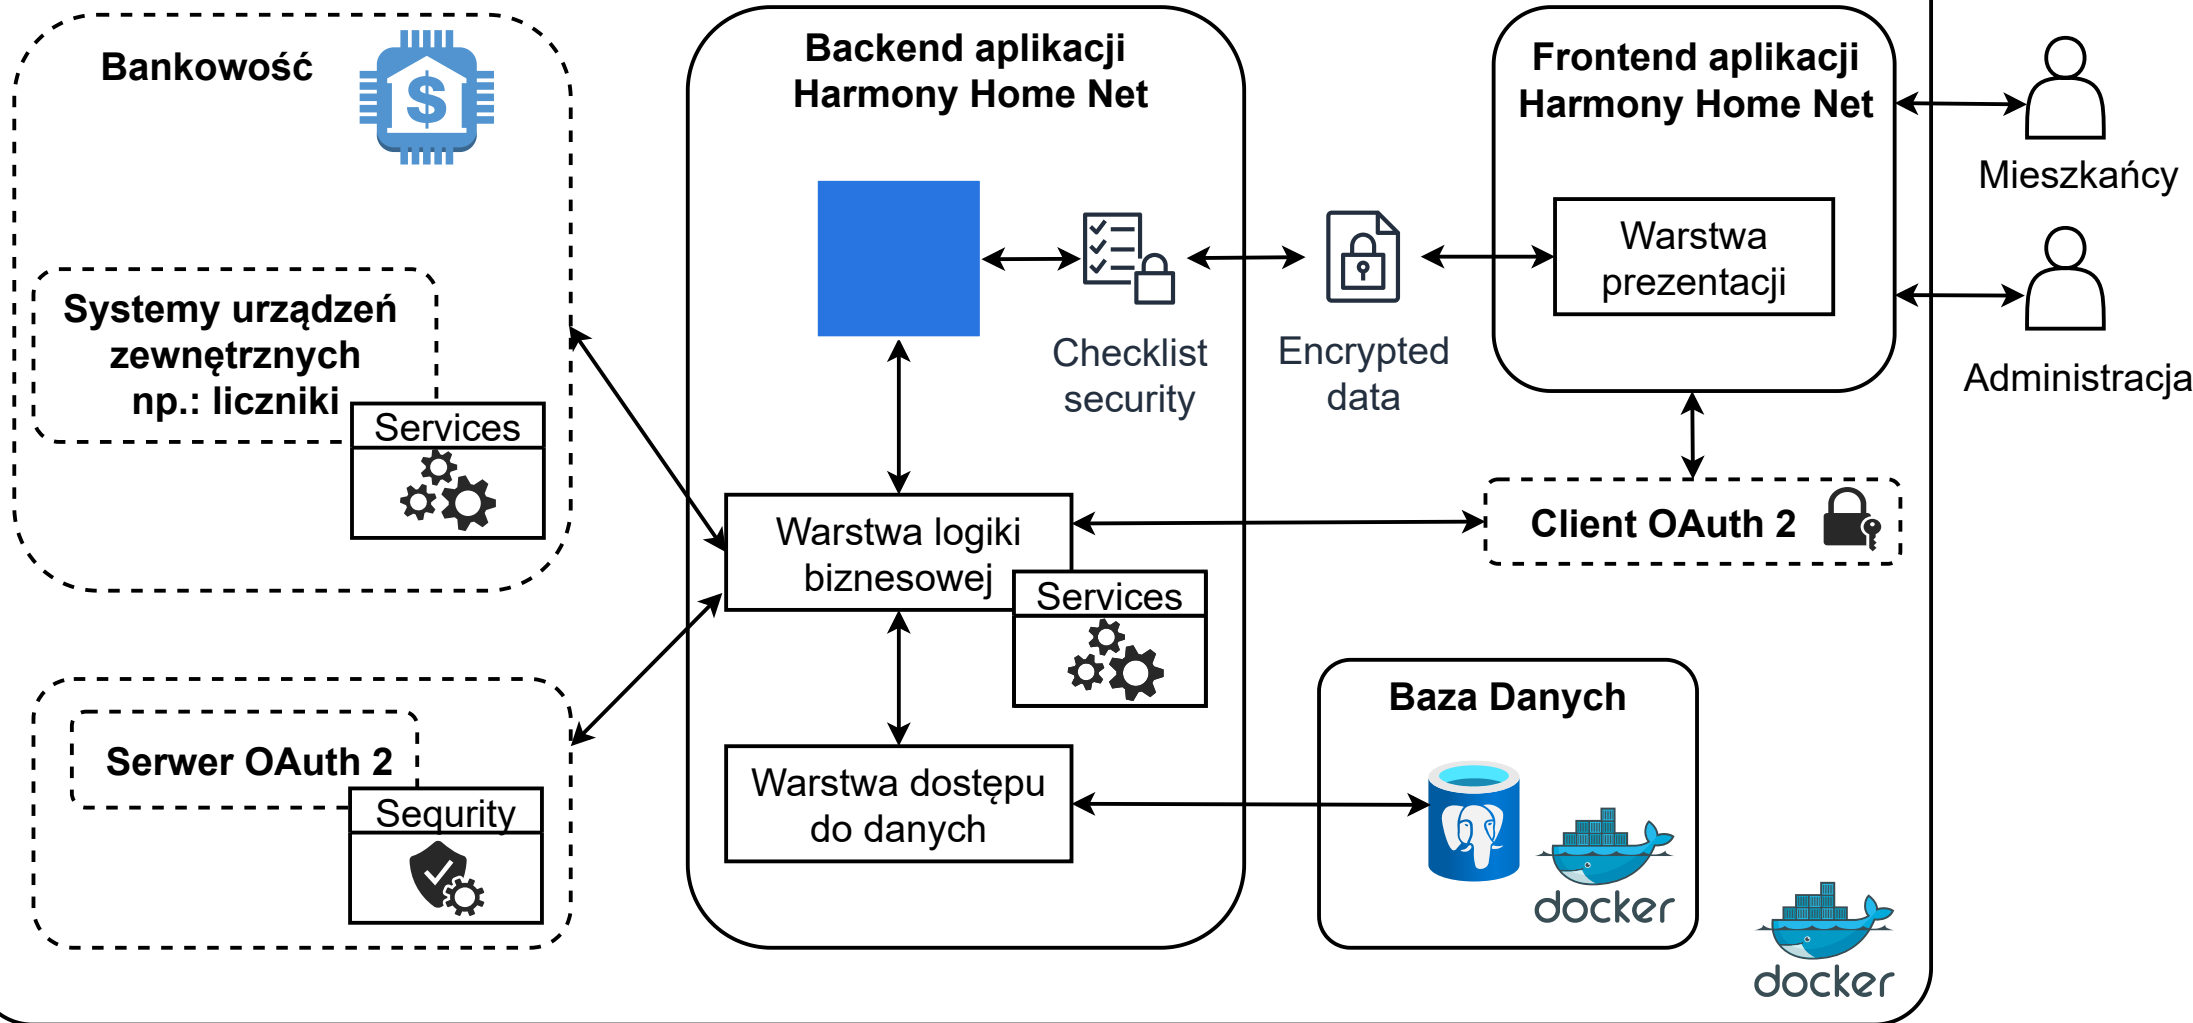 Bankowość
$
Systemy urządzeń
zewnętrznych
np.: liczniki
Services
Serwer OAuth 2
Sequrity
Backend aplikacji
Harmony Home Net
Checklist
security
Encrypted
data
Warstwa logiki
biznesowej
Services
Warstwa dostępu
do danych
Frontend aplikacji
Harmony Home Net
Warstwa
prezentacji
Client OAuth 2
Baza Danych
docker
docker
Mieszkańcy
Administracja